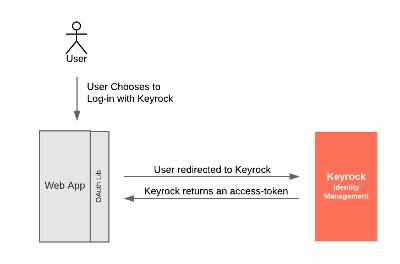 User
User Chooses to
Log-in with Keyrock
Web App
OAuth Lib
User redirected to Keyrock
Keyrock returns an access-token
Keyrock
Identity
Management